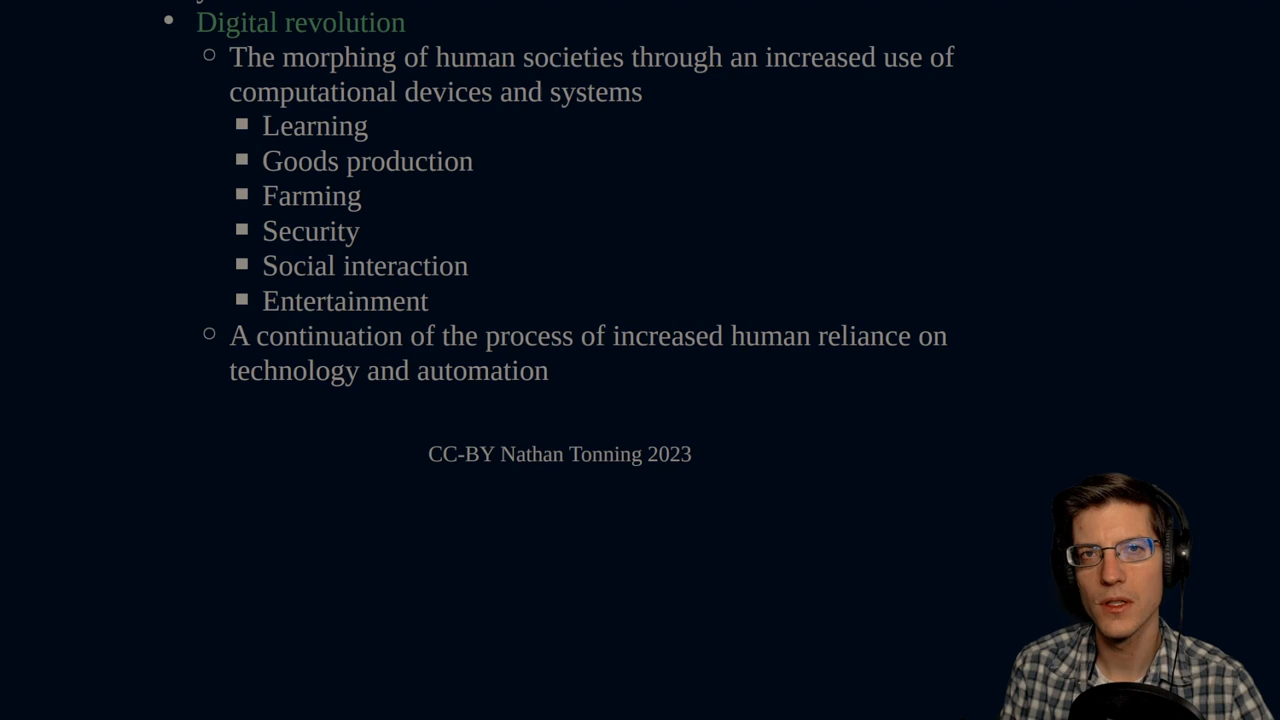 Digital revolution
The morphing of human societies through an increased use of
computational devices and systems
Learning
Goods production
Farming
Security
Social interaction
Entertainment
A continuation of the process of increased human reliance on
technology and automation
CC-BY Nathan Tonning 2023